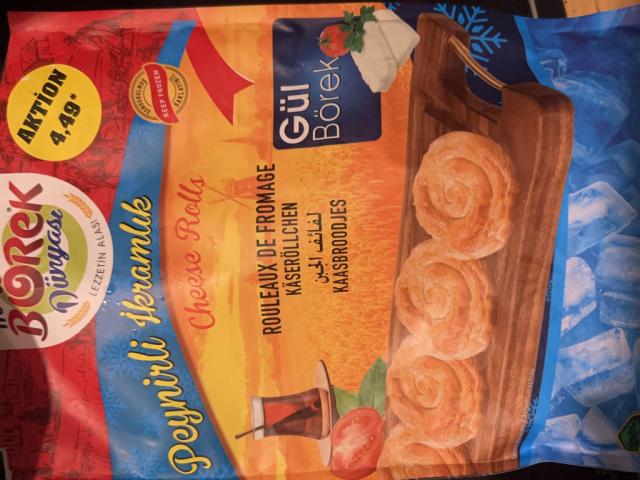 AKTION
4,49*
BÖREK
Dünyası
LEZZETİN ALASI
KEEP FROZEN
Gül
Börek
Peynirli İkramlık
Cheese Rolls
ROULEAUX DE FROMAGE
KÄSERÖLLCHEN
لفائف الجبن
KAASBROODJES